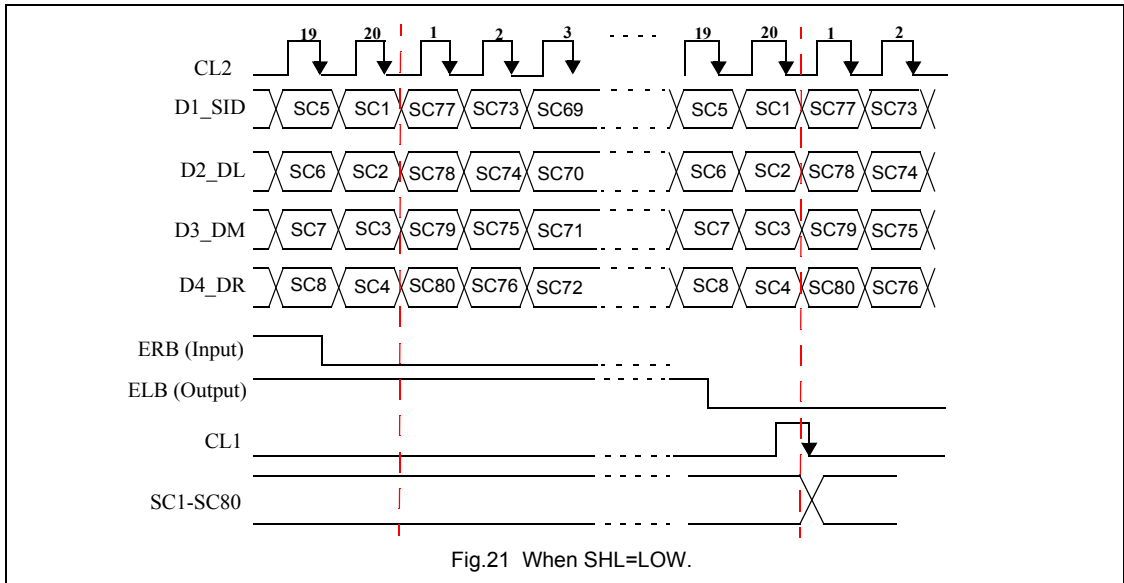 19 20 1 2 3 19 20 1 2
CL2
D1_SID SC5 SC1 SC77 SC73 SC69 SC5 SC1 SC77 SC73
D2_DL SC6 SC2 SC78 SC74 SC70 SC6 SC2 SC78 SC74
D3_DM SC7 SC3 SC79 SC75 SC71 SC7 SC3 SC79 SC75
D4_DR SC8 SC4 SC80 SC76 SC72 SC8 SC4 SC80 SC76
ERB (Input)
ELB (Output)
CL1
SC1-SC80
Fig.21 When SHL=LOW.